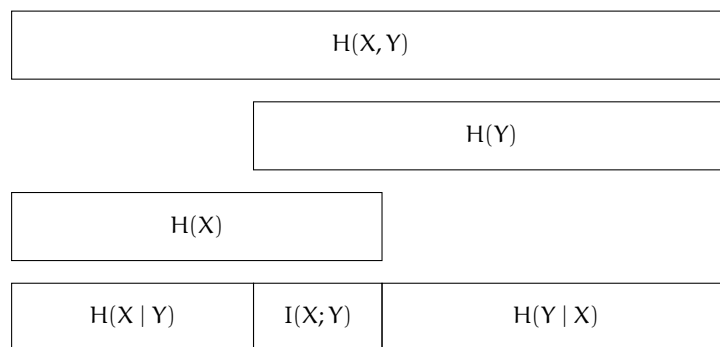 H(X, Y)
H(Y)
H(X)
H(X | Y) I(X; Y) H(Y | X)